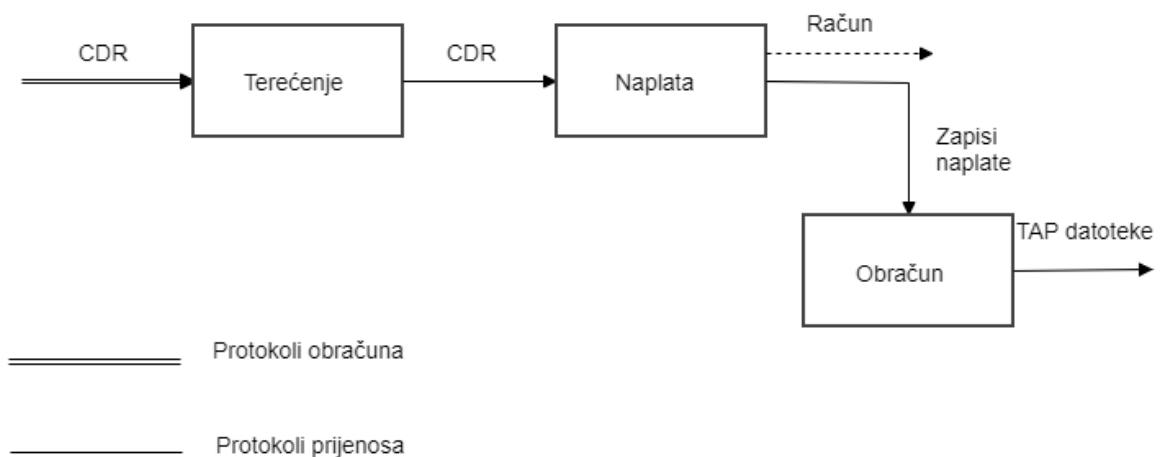 Račun
CDR
CDR
Terećenje
Naplata
Zapisi
naplate
TAP datoteke
Obračun
Protokoli obračuna
Protokoli prijenosa